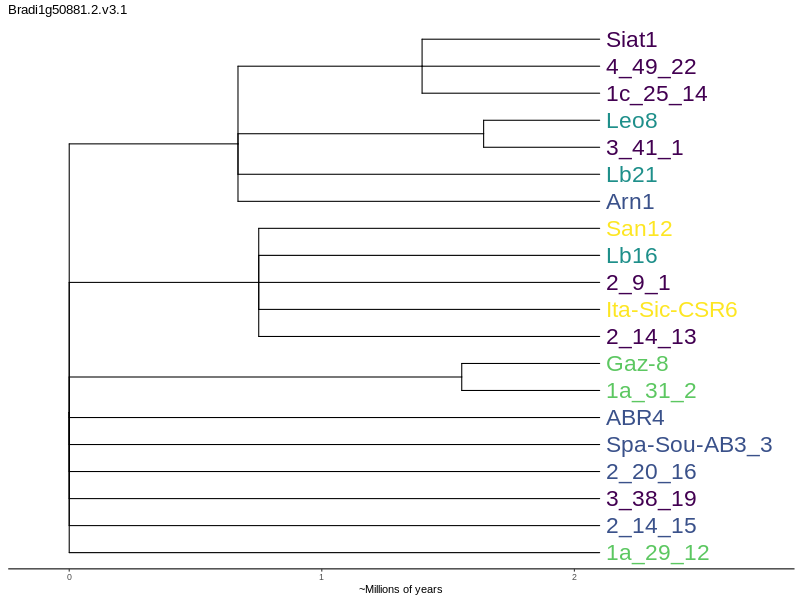 Bradi1g50881.2.v3.1
Siat1
4_49_22
1c_25_14
Leo8
3_41_1
Lb21
Arn1
San12
Lb16
2_9_1
Ita-Sic-CSR6
2_14_13
Gaz-8
1a_31_2
ABR4
Spa-Sou-AB3_3
2_20_16
3_38_19
2_14_15
1a_29_12
0 1 2
~Millions of years